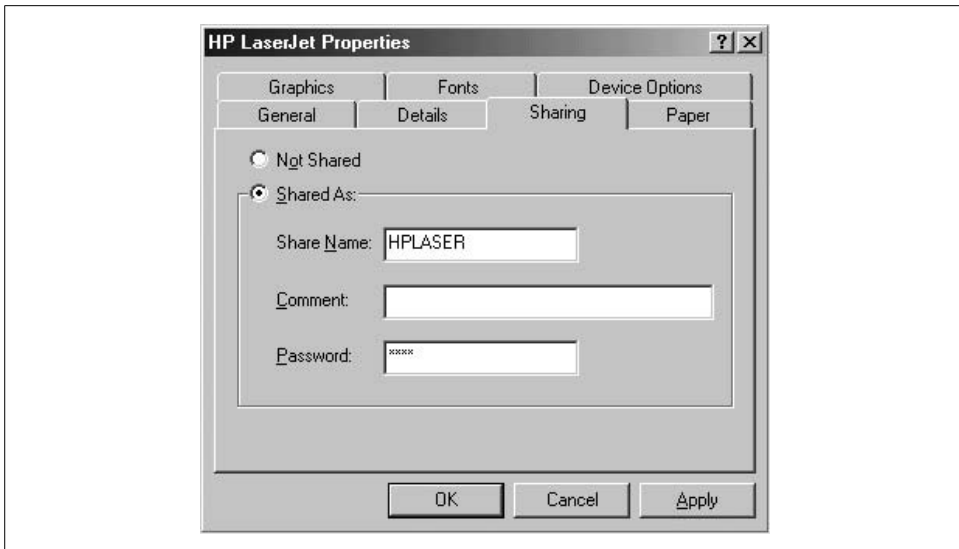 HP LaserJet Properties
Graphics Fonts Device Options
General Details Sharing Paper
Not Shared
Shared As:
Share Name: HPLASER
Comment:
Password: ****
OK Cancel Apply